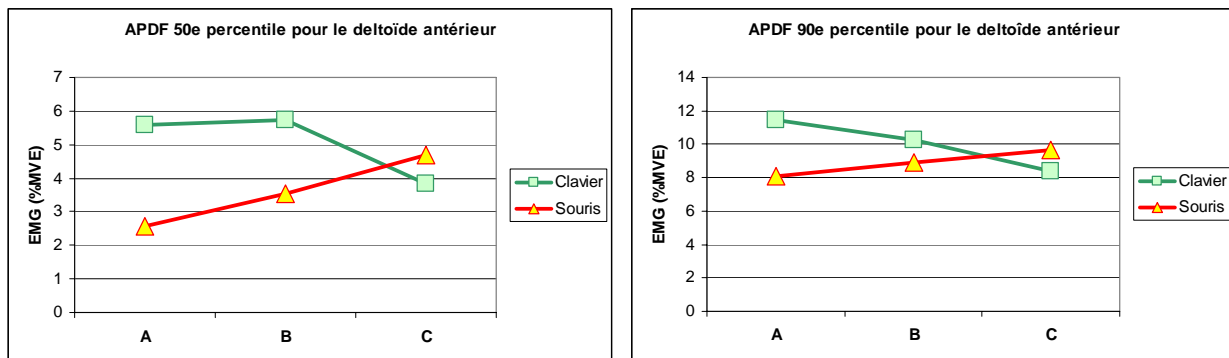 APDF 50e percentile pour le deltoïde antérieur
EMG (%MVE)
7
6
5
4
3
2
1
0
A B C
Clavier
Souris
APDF 90e percentile pour le deltoîde antérieur
EMG (%MVE)
14
12
10
8
6
4
2
0
A B C
Clavier
Souris